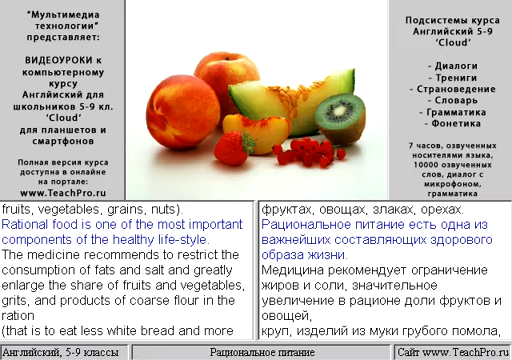 “Мультимедиа
технологии”
представляет:
ВИДЕОУРОКИ к
компьютерному
курсу
Английский для
школьников 5-9 кл.
‘Cloud’
для планшетов и
смартфонов
Полная версия курса
доступна в онлайне
на портале:
www.TeachPro.ru
Подсистемы курса
Английский 5-9
‘Cloud’
- Диалоги
- Тренинги
- Страноведение
- Словарь
- Грамматика
- Фонетика
7 часов, озвученных
носителями языка,
10000 озвученных
слов, диалог с
микрофоном,
грамматика
fruits, vegetables, grains, nuts).
Rational food is one of the most important
components of the healthy life-style.
The medicine recommends to restrict the
consumption of fats and salt and greatly
enlarge the share of fruits and vegetables,
grits, and products of coarse flour in the
ration
(that is to eat less white bread and more
фруктах, овощах, злаках, орехах.
Рациональное питание есть одна из
важнейших составляющих здорового
образа жизни.
Медицина рекомендует ограничение
жиров и соли, значительное
увеличение в рационе доли фруктов и
овощей,
круп, изделий из муки грубого помола,
Английский, 5-9 классы
Рациональное питание
Сайт www.TeachPro.ru